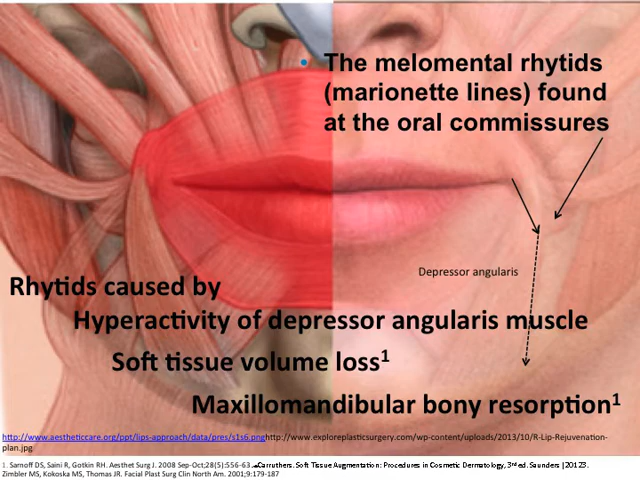 • The melomental rhytids
(marionette lines) found
at the oral commissures
Depressor angularis
Rhytids caused by
Hyperactivity of depressor angularis muscle
Soft tissue volume loss1
Maxillomandibular bony resorption1
http://www.aestheticcare.org/ppt/lips-approach/data/pres/s1s6.pnghttp://www.exploreplasticsurgery.com/wp-content/uploads/2013/10/R-Lip-Rejuvenation-
plan.jpg
1. Sarnoff DS, Saini R, Gotkin RH. Aesthet Surg J. 2008 Sep-Oct;28(5):556-63. Carruthers. Soft Tissue Augmentation: Procedures in Cosmetic Dermatology, 3rd ed. Saunders
Zimbler MS, Kokoska MS, Thomas JR. Facial Plast Surg Clin North Am. 2001;9:179-187